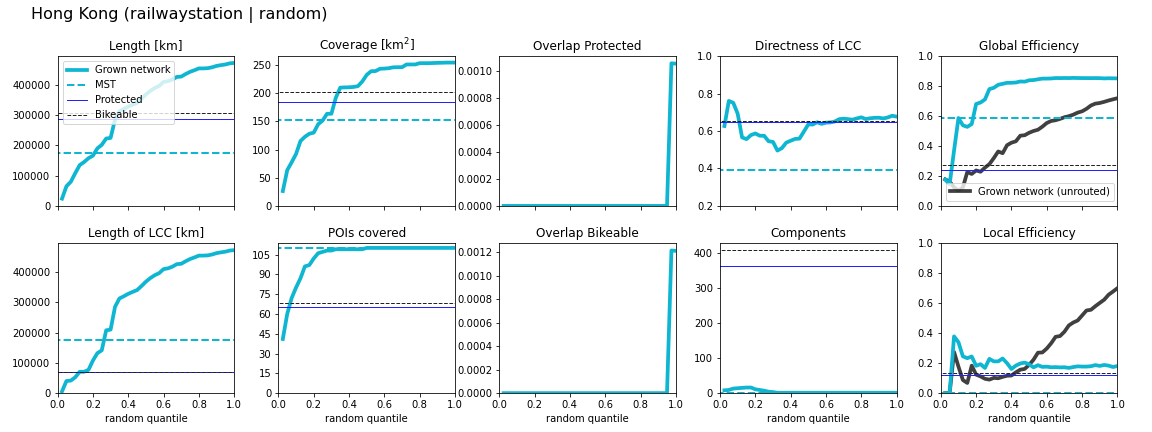 Hong Kong (railwaystation | random)
Length [km]
400000
300000
200000
100000
0
Grown network
MST
Protected
Bikeable
Coverage [km²]
250
200
150
100
50
0
Overlap Protected
0.0010
0.0008
0.0006
0.0004
0.0002
0.0000
Directness of LCC
1.0
0.8
0.6
0.4
0.2
Global Efficiency
1.0
0.8
0.6
0.4
0.2
0.0
Grown network (unrouted)
Length of LCC [km]
400000
300000
200000
100000
0
0.0 0.2 0.4 0.6 0.8 1.0
random quantile
POIs covered
105
90
75
60
45
30
15
0
0.0 0.2 0.4 0.6 0.8 1.0
random quantile
Overlap Bikeable
0.0012
0.0010
0.0008
0.0006
0.0004
0.0002
0.0000
0.0 0.2 0.4 0.6 0.8 1.0
random quantile
Components
400
300
200
100
0
0.0 0.2 0.4 0.6 0.8 1.0
random quantile
Local Efficiency
1.0
0.8
0.6
0.4
0.2
0.0
0.0 0.2 0.4 0.6 0.8 1.0
random quantile